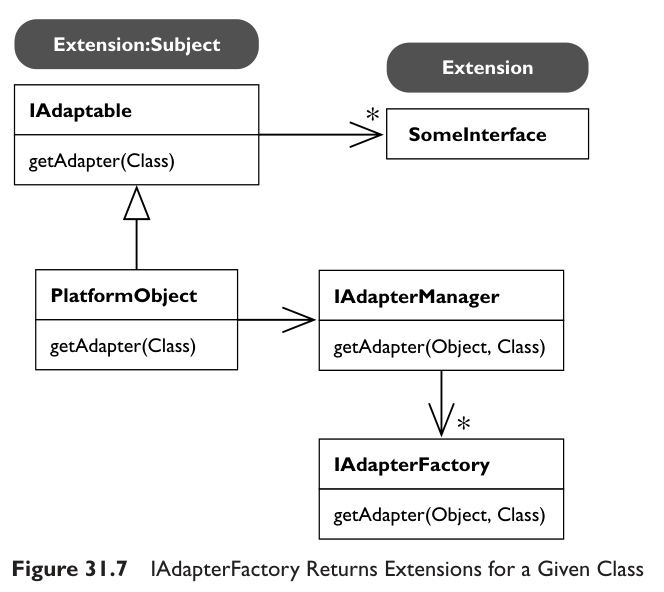 Extension:Subject
Extension
IAdaptable
getAdapter(Class)
*
SomeInterface
PlatformObject
getAdapter(Class)
IAdapterManager
getAdapter(Object, Class)
*
IAdapterFactory
getAdapter(Object, Class)
Figure 31.7 IAdapterFactory Returns Extensions for a Given Class